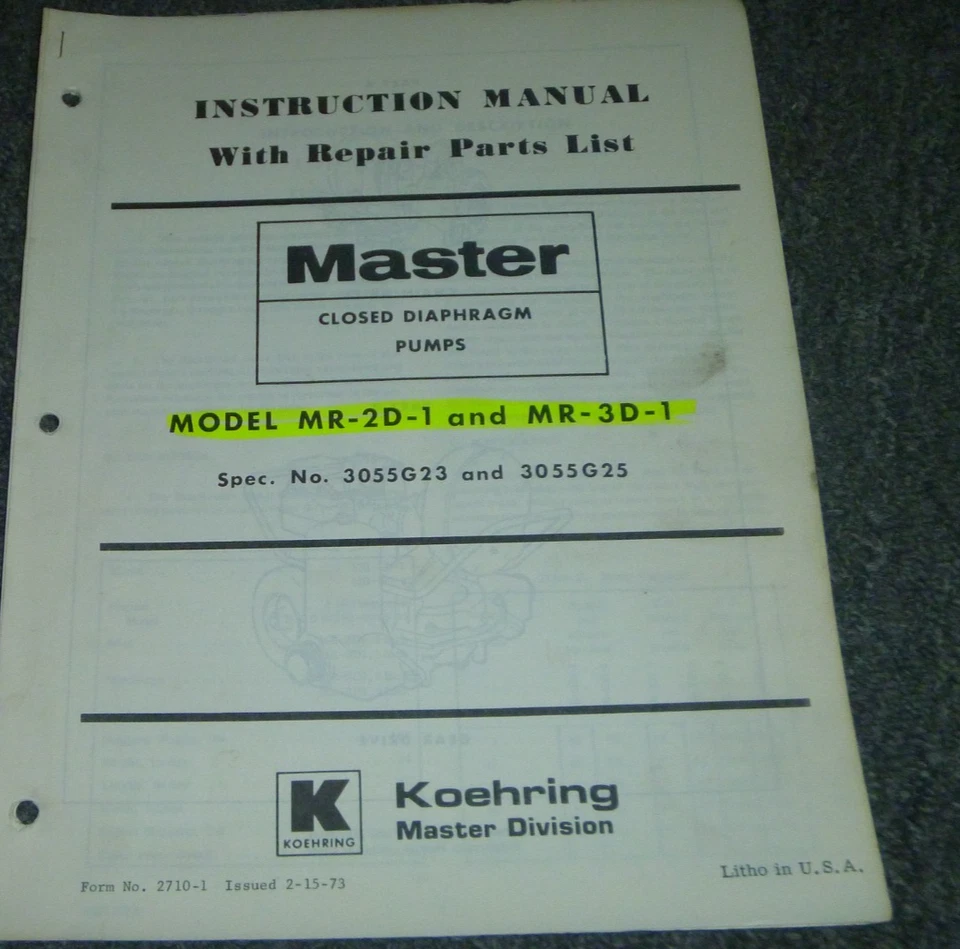 INSTRUCTION MANUAL
With Repair Parts List
Master
CLOSED DIAPHRAGM
PUMPS
MODEL MR-2D-1 and MR-3D-1
Spec. No. 3055G23 and 3055G25
K
KOEHRING
Koehring
Master Division
Form No. 2710-1 Issued 2-15-73
Litho in U.S.A.